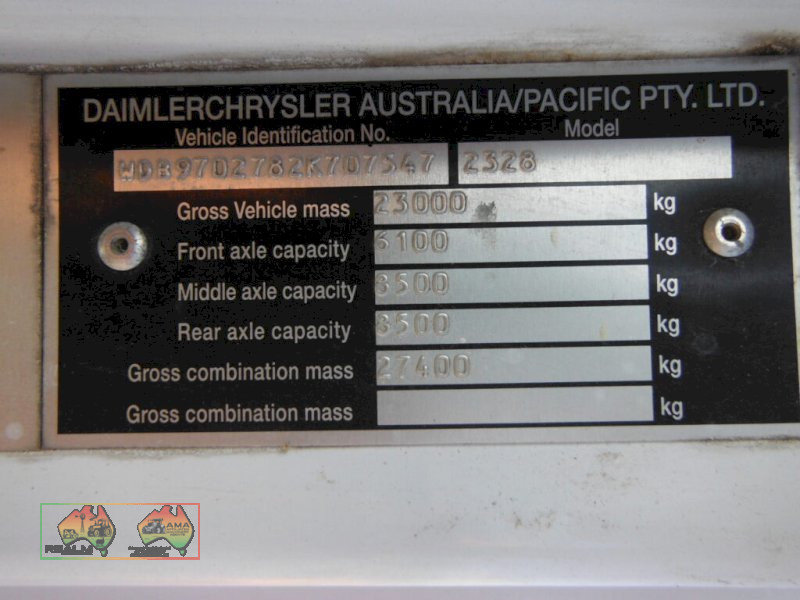 DAIMLERCHRYSLER AUSTRALIA/PACIFIC PTY. LTD.
Vehicle Identification No. Model
WDB9702782K707547 2328
Gross Vehicle mass 23000 kg
Front axle capacity 6100 kg
Middle axle capacity 8500 kg
Rear axle capacity 8500 kg
Gross combination mass 27400 kg
Gross combination mass kg
REALM AMA